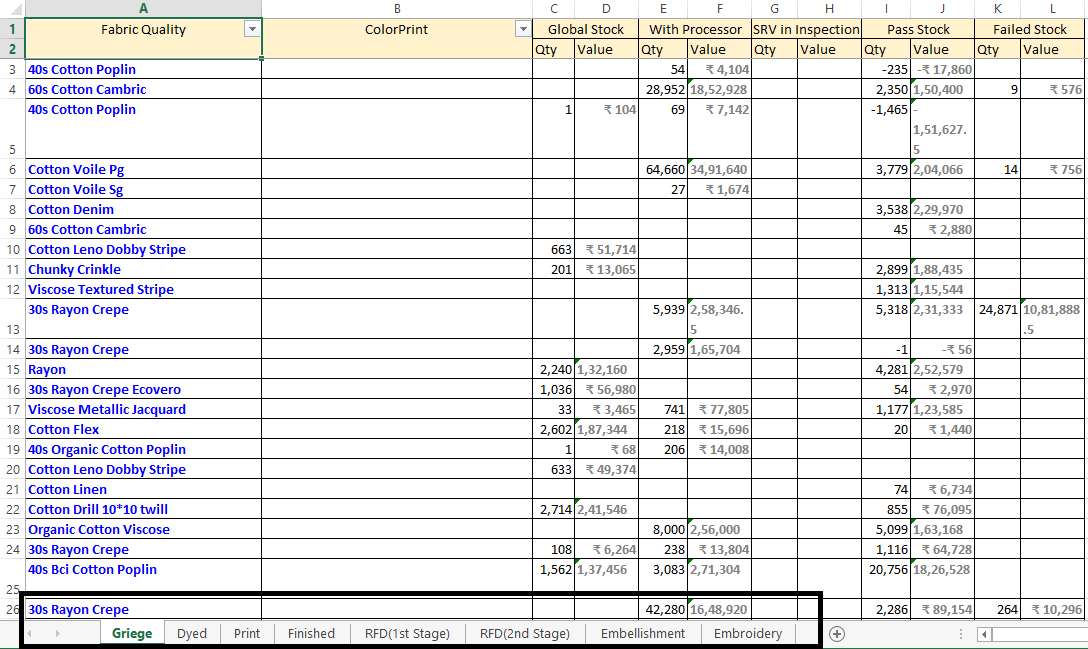 A B C D E F G H I J K L
1 Fabric Quality ColorPrint Global Stock With Processor SRV in Inspection Pass Stock Failed Stock
2 Qty Value Qty Value Qty Value Qty Value Qty Value
3 40s Cotton Poplin 54 ₹ 4,104 -235 -₹ 17,860
4 60s Cotton Cambric 28,952 18,52,928 2,350 1,50,400 9 ₹ 576
40s Cotton Poplin 1 ₹ 104 69 ₹ 7,142 -1,465 -
1,51,627.
5 5
6 Cotton Voile Pg 64,660 34,91,640 3,779 2,04,066 14 ₹ 756
7 Cotton Voile Sg 27 ₹ 1,674
8 Cotton Denim 3,538 2,29,970
9 60s Cotton Cambric 45 ₹ 2,880
10 Cotton Leno Dobby Stripe 663 ₹ 51,714
11 Chunky Crinkle 201 ₹ 13,065 2,899 1,88,435
12 Viscose Textured Stripe 1,313 1,15,544
30s Rayon Crepe 5,939 2,58,346. 5,318 2,31,333 24,871 10,81,888
13 5 .5
14 30s Rayon Crepe 2,959 1,65,704 -1 -₹ 56
15 Rayon 2,240 1,32,160 4,281 2,52,579
16 30s Rayon Crepe Ecovero 1,036 ₹ 56,980 54 ₹ 2,970
17 Viscose Metallic Jacquard 33 ₹ 3,465 741 ₹ 77,805 1,177 1,23,585
18 Cotton Flex 2,602 1,87,344 218 ₹ 15,696 20 ₹ 1,440
19 40s Organic Cotton Poplin 1 ₹ 68 206 ₹ 14,008
20 Cotton Leno Dobby Stripe 633 ₹ 49,374
21 Cotton Linen 74 ₹ 6,734
22 Cotton Drill 10*10 twill 2,714 2,41,546 855 ₹ 76,095
23 Organic Cotton Viscose 8,000 2,56,000 5,099 1,63,168
24 30s Rayon Crepe 108 ₹ 6,264 238 ₹ 13,804 1,116 ₹ 64,728
40s Bci Cotton Poplin 1,562 1,37,456 3,083 2,71,304 20,756 18,26,528
25
26 30s Rayon Crepe 42,280 16,48,920 2,286 ₹ 89,154 264 ₹ 10,296
Griege Dyed Print Finished RFD(1st Stage) RFD(2nd Stage) Embellishment Embroidery